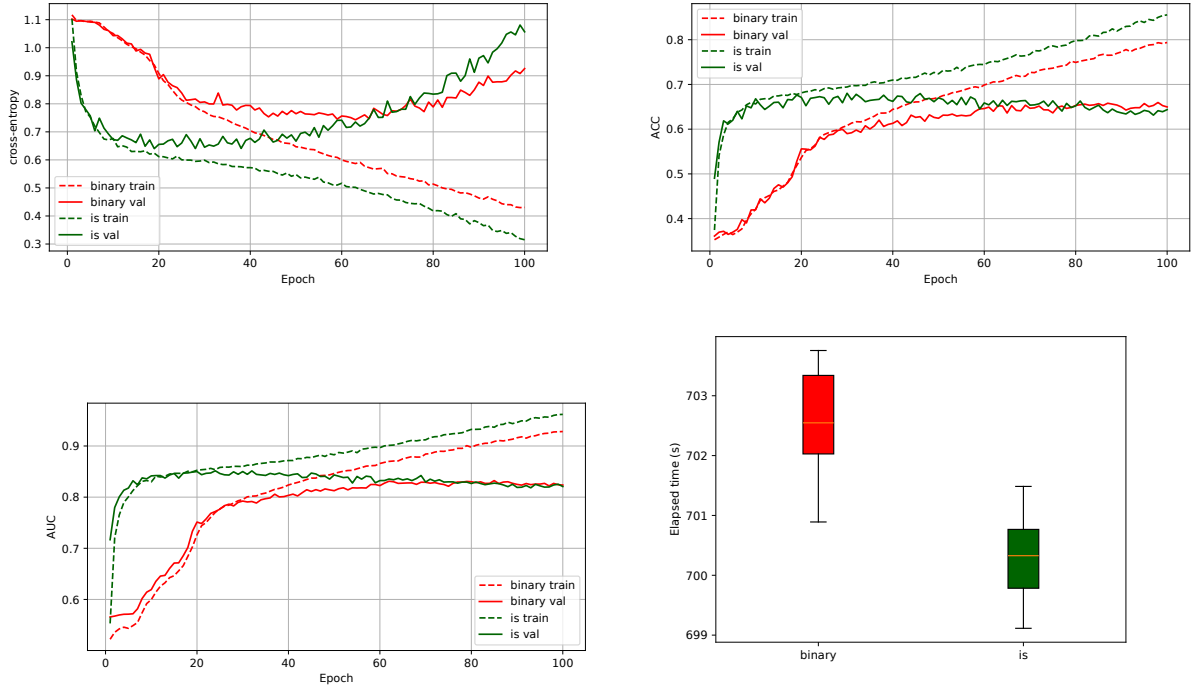 cross-entropy
1.1
1.0
0.9
0.8
0.7
0.6
0.5
0.4
0.3
binary train
binary val
is train
is val
0 20 40 60 80 100
Epoch
ACC
0.8
0.7
0.6
0.5
0.4
binary train
binary val
is train
is val
0 20 40 60 80 100
Epoch
AUC
0.9
0.8
0.7
0.6
binary train
binary val
is train
is val
0 20 40 60 80 100
Epoch
Elapsed time (s)
703
702
701
700
699
binary is